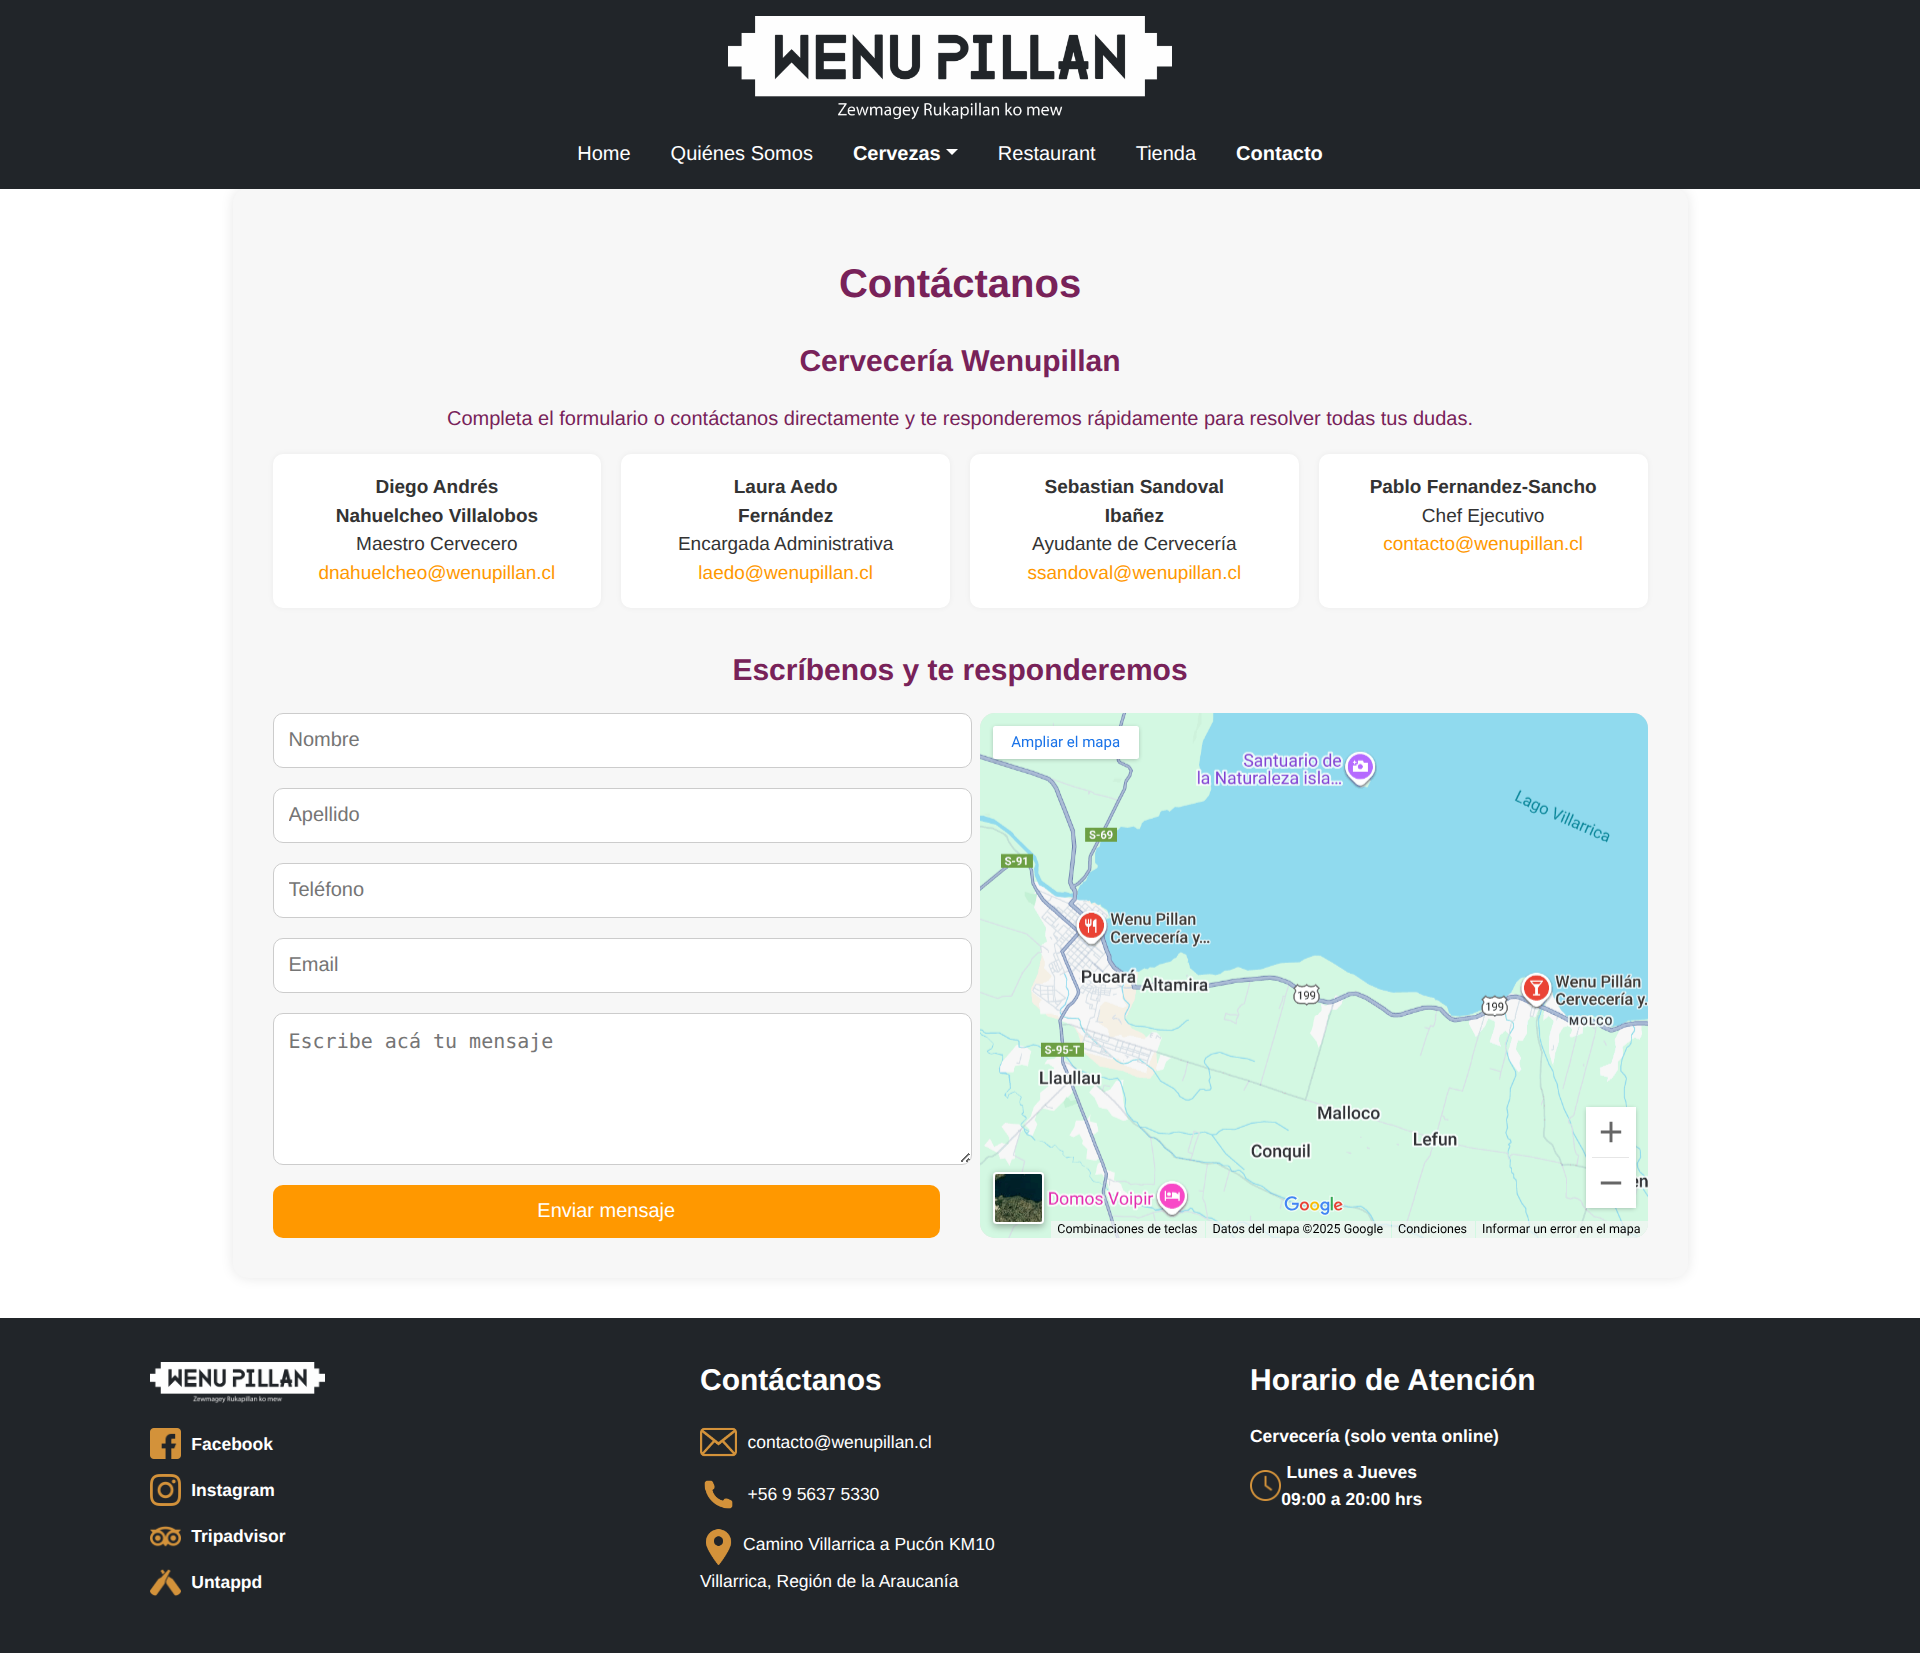 WENU PILLAN
Zewmagey Rukapillan ko mew
Home Quiénes Somos Cervezas Restaurant Tienda Contacto
Contáctanos
Cervecería Wenupillan
Completa el formulario o contáctanos directamente y te responderemos rápidamente para resolver todas tus dudas.
Diego Andrés
Nahuelcheo Villalobos
Maestro Cervecero
dnahuelcheo@wenupillan.cl
Laura Aedo
Fernández
Encargada Administrativa
laedo@wenupillan.cl
Sebastian Sandoval
Ibañez
Ayudante de Cervecería
ssandoval@wenupillan.cl
Pablo Fernandez-Sancho
Chef Ejecutivo
contacto@wenupillan.cl
Escríbenos y te responderemos
Nombre
Apellido
Teléfono
Email
Escribe acá tu mensaje
Enviar mensaje
Ampliar el mapa
Santuario de
la Naturaleza isla...
Lago Villarrica
S-69
S-91
Wenu Pillan
Cervecería y...
Pucará
Altamira
199
199
Wenu Pillán
Cervecería y.
MOLCO
S-95-T
Llaullau
Malloco
Lefun
Conquil
en
Domos Voipir
Google
Combinaciones de teclas Datos del mapa ©2025 Google Condiciones Informar un error en el mapa
WENU PILLAN
Zewmagey Rukapillan ko mew
Facebook
Instagram
Tripadvisor
Untappd
Contáctanos
contacto@wenupillan.cl
+56 9 5637 5330
Camino Villarrica a Pucón KM10
Villarrica, Región de la Araucanía
Horario de Atención
Cervecería (solo venta online)
Lunes a Jueves
09:00 a 20:00 hrs